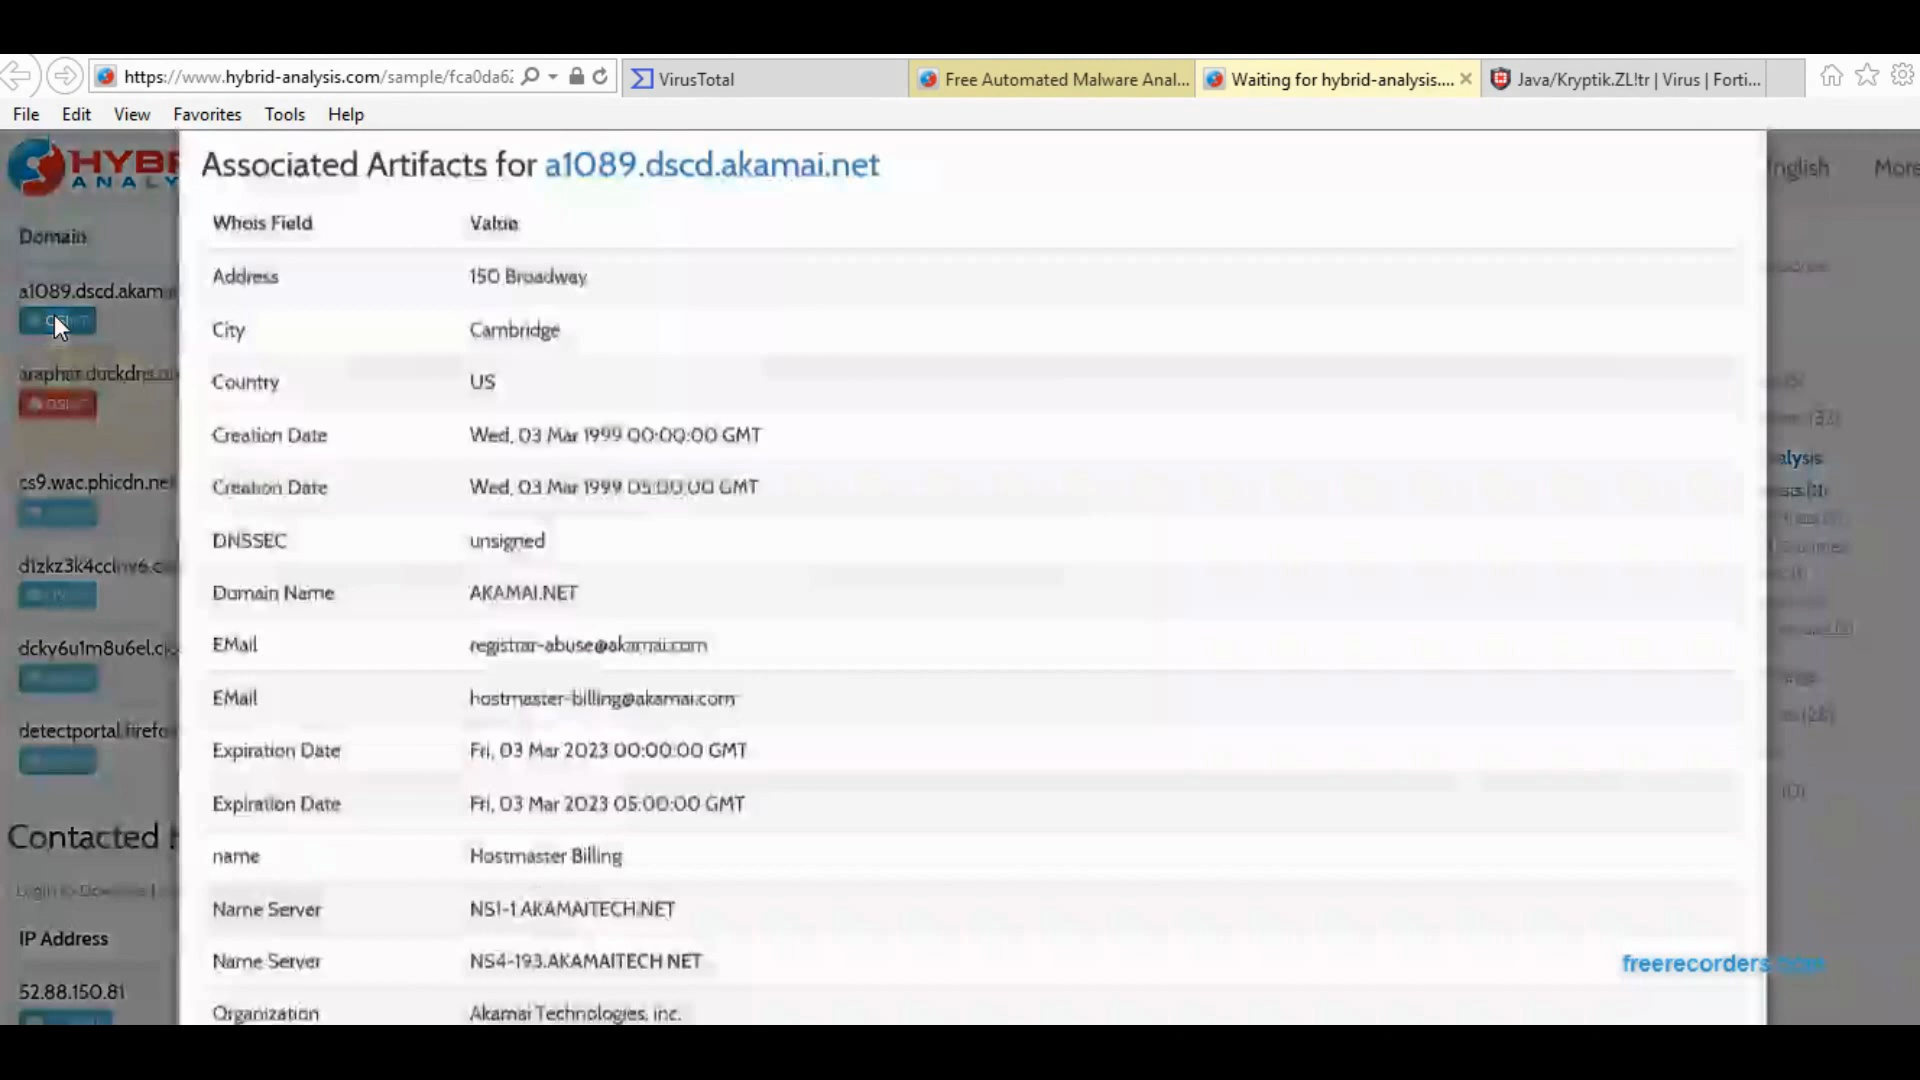 https://www.hybrid-analysis.com/sample/fca0da6
VirusTotal
Free Automated Malware Anal...
Waiting for hybrid-analysis....
Java/Kryptik.ZL!tr | Virus | Forti...
File Edit View Favorites Tools Help
HYB
ANALY
Associated Artifacts for a1089.dscd.akamai.net
nglish
More
Domain
Whois Field Value
Address 150 Broadway
a1089.dscd.akam
City Cambridge
Country US
araphat.duckdns
Creation Date Wed, 03 Mar 1999 00:00:00 GMT
alysis
Creation Date Wed, 03 Mar 1999 05:00:00 GMT
cs9.wac.phicdn.ne
DNSSEC unsigned
Domain Name AKAMAI.NET
EMail registrar-abuse@akamai.com
dcky6u1m8u6el.c
EMail hostmaster-billing@akamai.com
detectportal.firefo
Expiration Date Fri, 03 Mar 2023 00:00:00 GMT
Expiration Date Fri, 03 Mar 2023 05:00:00 GMT
Contacted
name Hostmaster Billing
Name Server NS1-1.AKAMAITECH.NET
IP Address
Name Server NS4-193.AKAMAITECH.NET
freerecorders.com
52.88.150.81
Organization Akamai Technologies, inc.